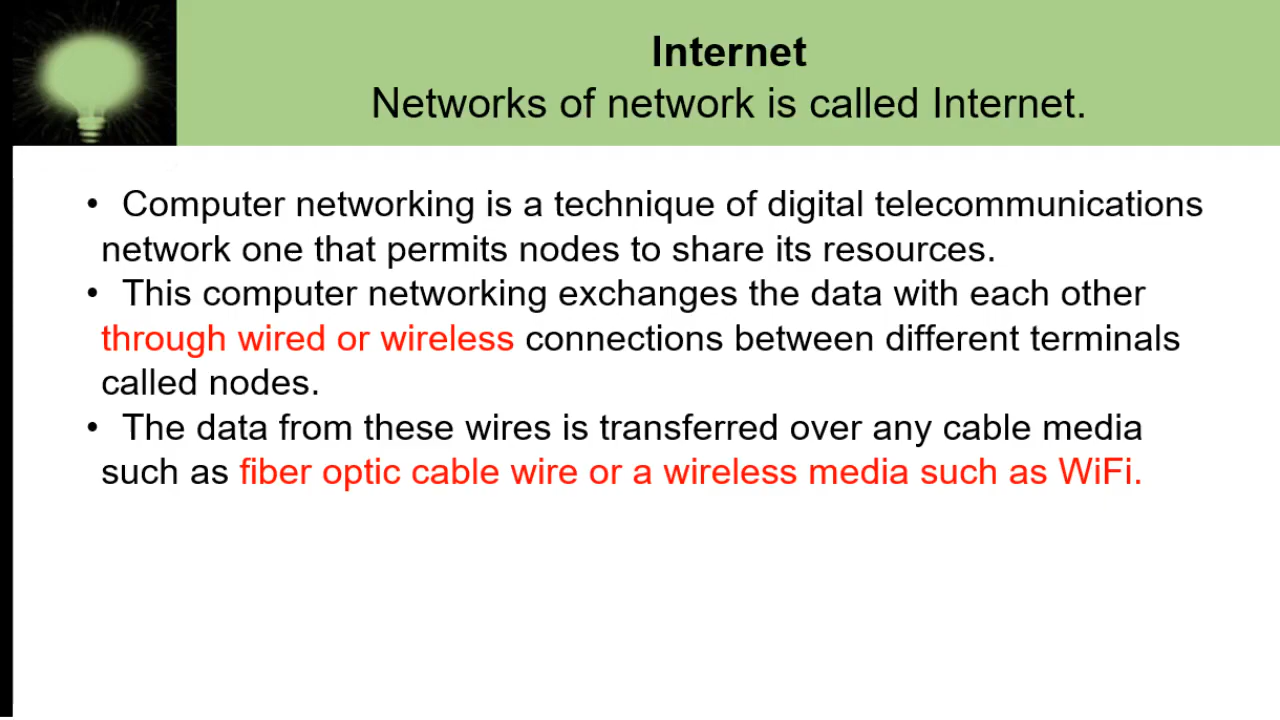 Internet
Networks of network is called Internet.
• Computer networking is a technique of digital telecommunications
network one that permits nodes to share its resources.
• This computer networking exchanges the data with each other
through wired or wireless connections between different terminals
called nodes.
• The data from these wires is transferred over any cable media
such as fiber optic cable wire or a wireless media such as WiFi.